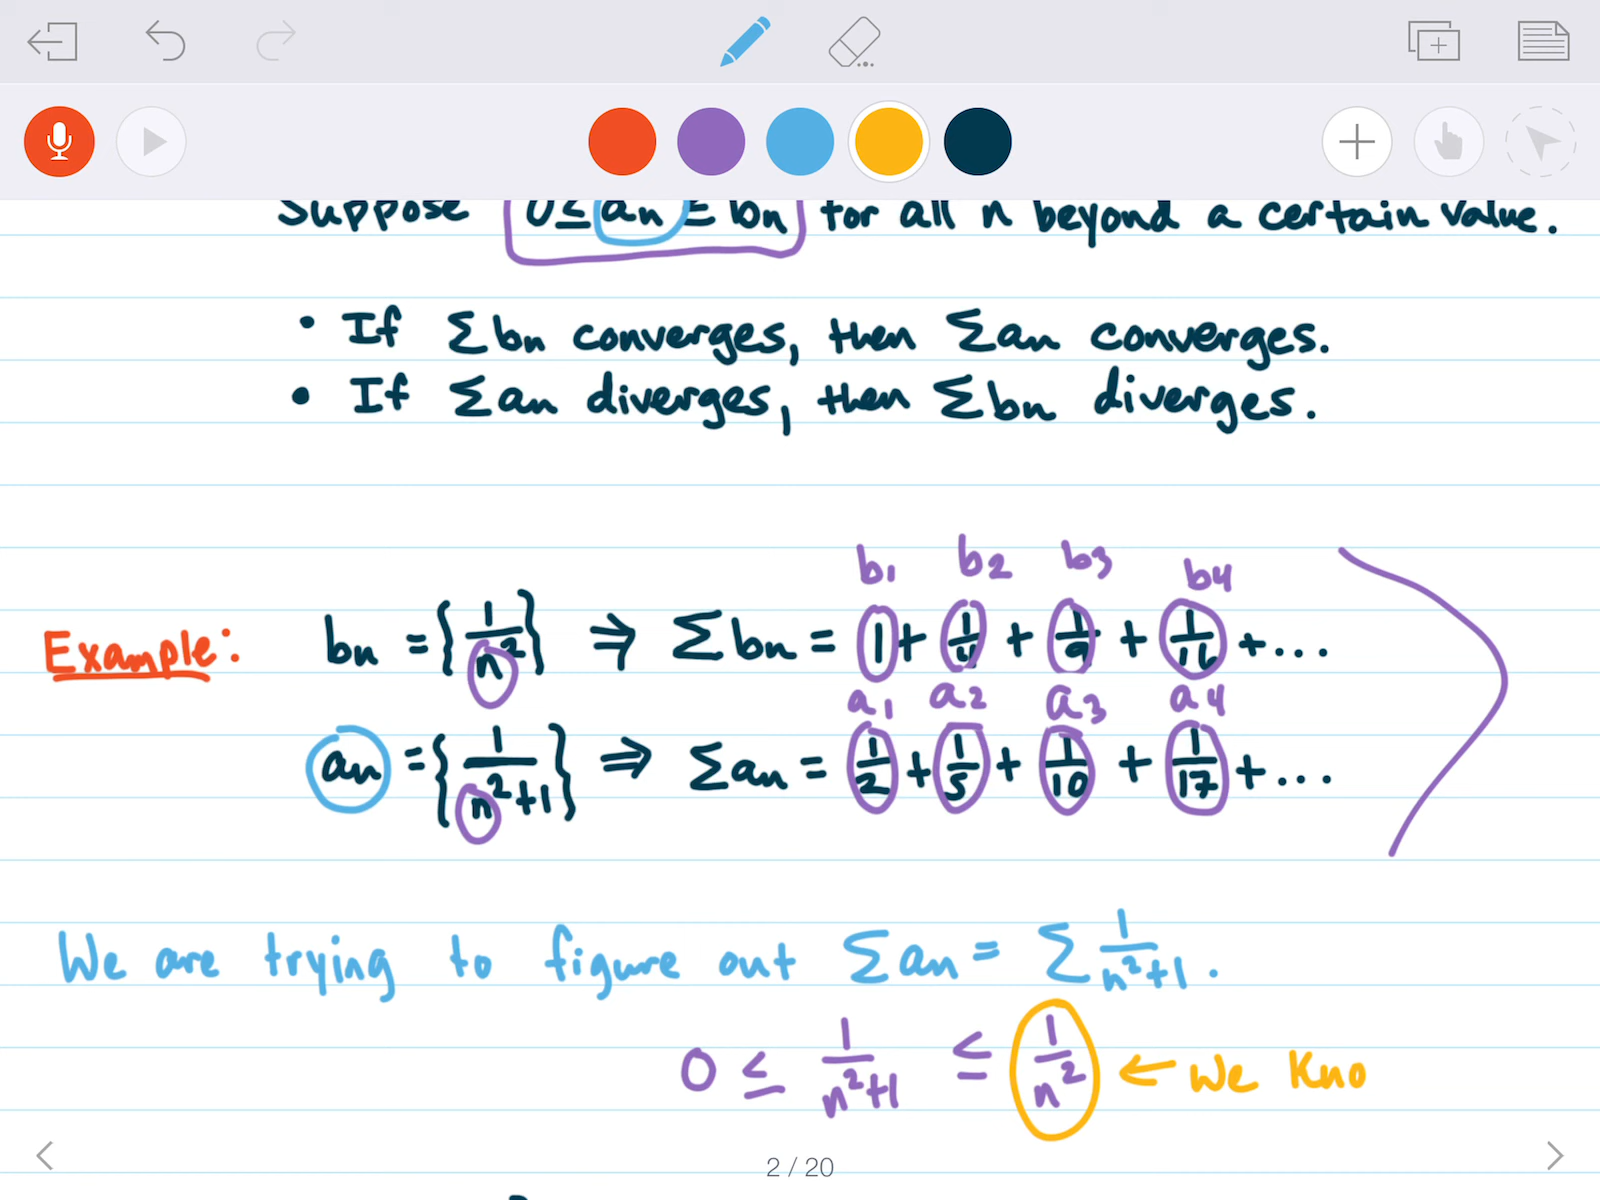 Suppose 0 ≤ an ≤ bn for all n beyond a certain value.
• If Σbn converges, then Σan converges.
• If Σan diverges, then Σbn diverges.
b1 b2 b3 b4
Example: bn = {1/n²} ⇒ Σbn = 1 + 1/4 + 1/9 + 1/16 + ...
a1 a2 a3 a4
an = {1/n²+1} ⇒ Σan = 1/2 + 1/5 + 1/10 + 1/17 + ...
We are trying to figure out Σan = Σ 1/n²+1.
0 ≤ 1/n²+1 ≤ 1/n² ← We Kno
2 / 20